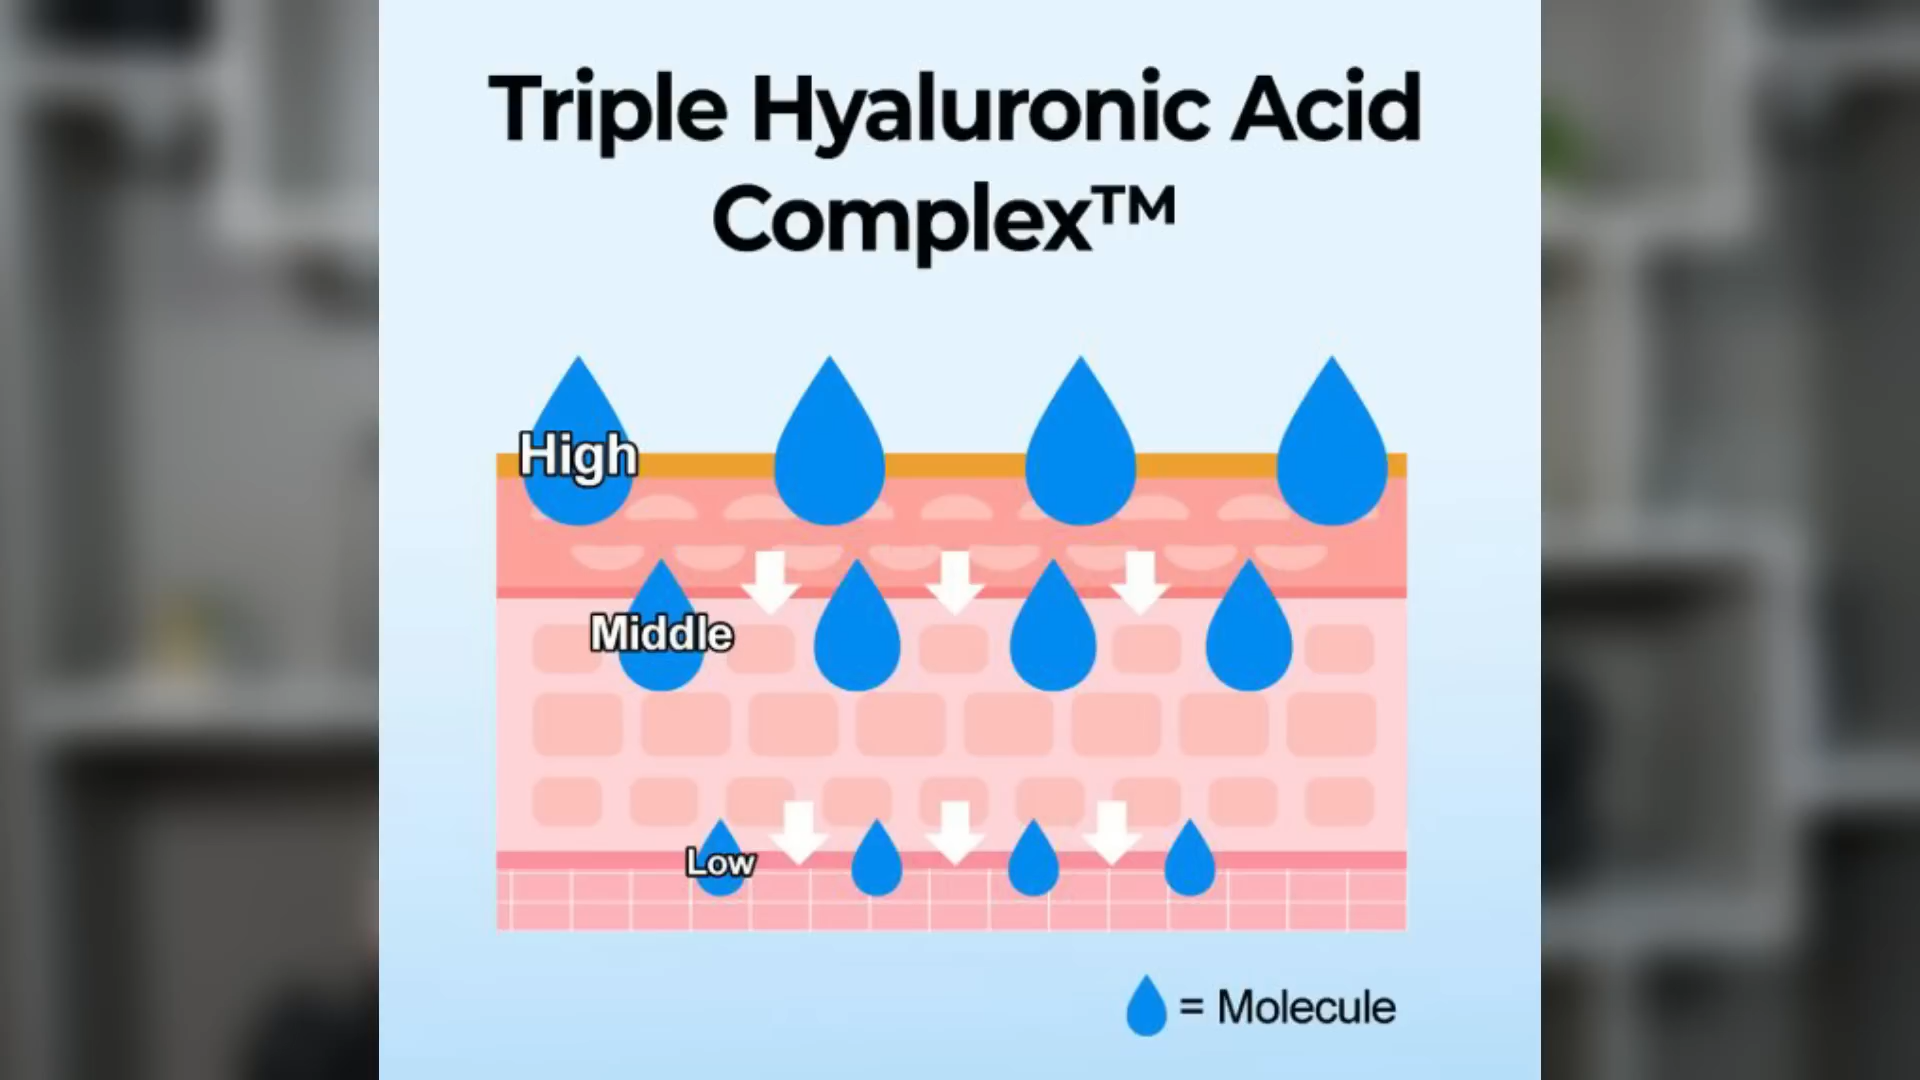 Triple Hyaluronic Acid
Complex™
High
Middle
Low
= Molecule